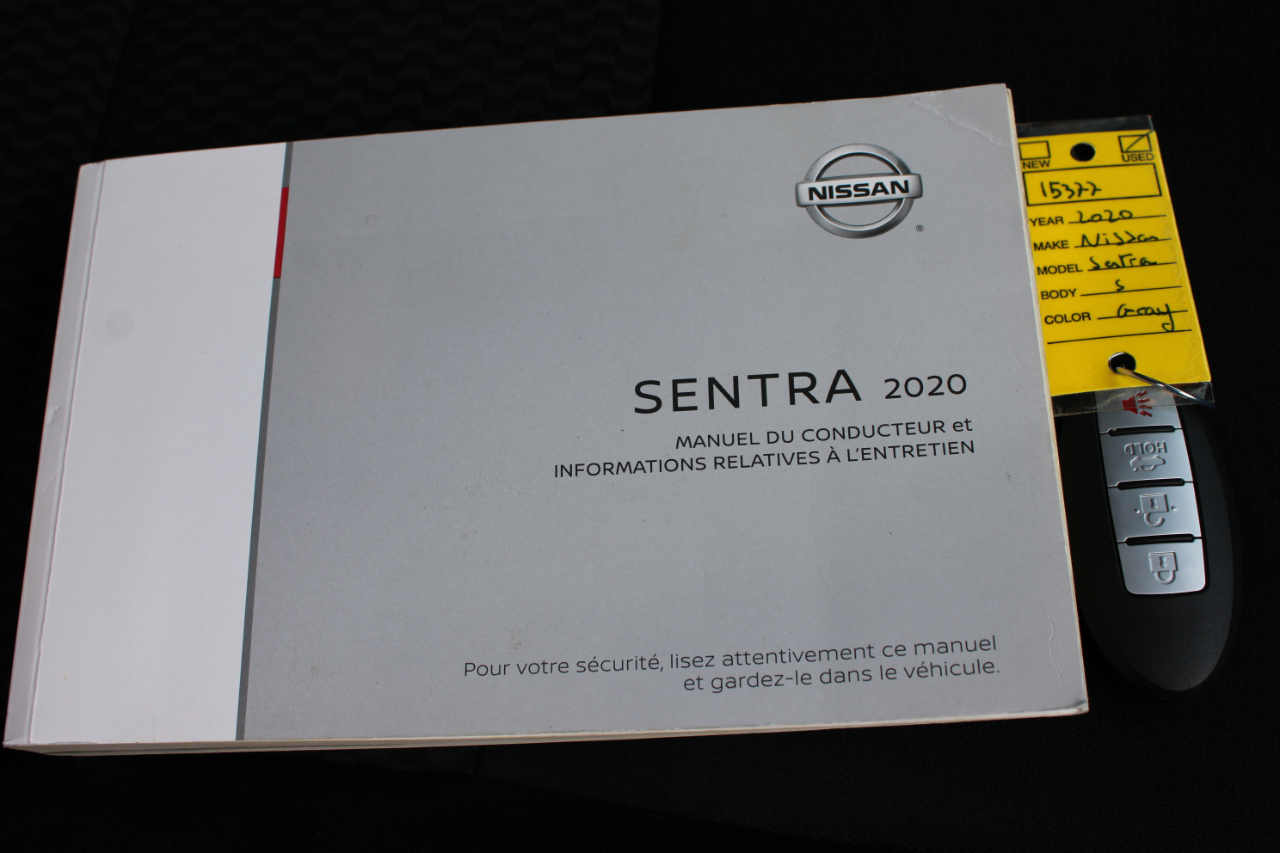 NISSAN
®
SENTRA 2020
MANUEL DU CONDUCTEUR et
INFORMATIONS RELATIVES À L'ENTRETIEN
Pour votre sécurité, lisez attentivement ce manuel
et gardez-le dans le véhicule.
NEW USED
15377
YEAR 2020
MAKE Nissan
MODEL Sentra
BODY S
COLOR Gray
HOLD